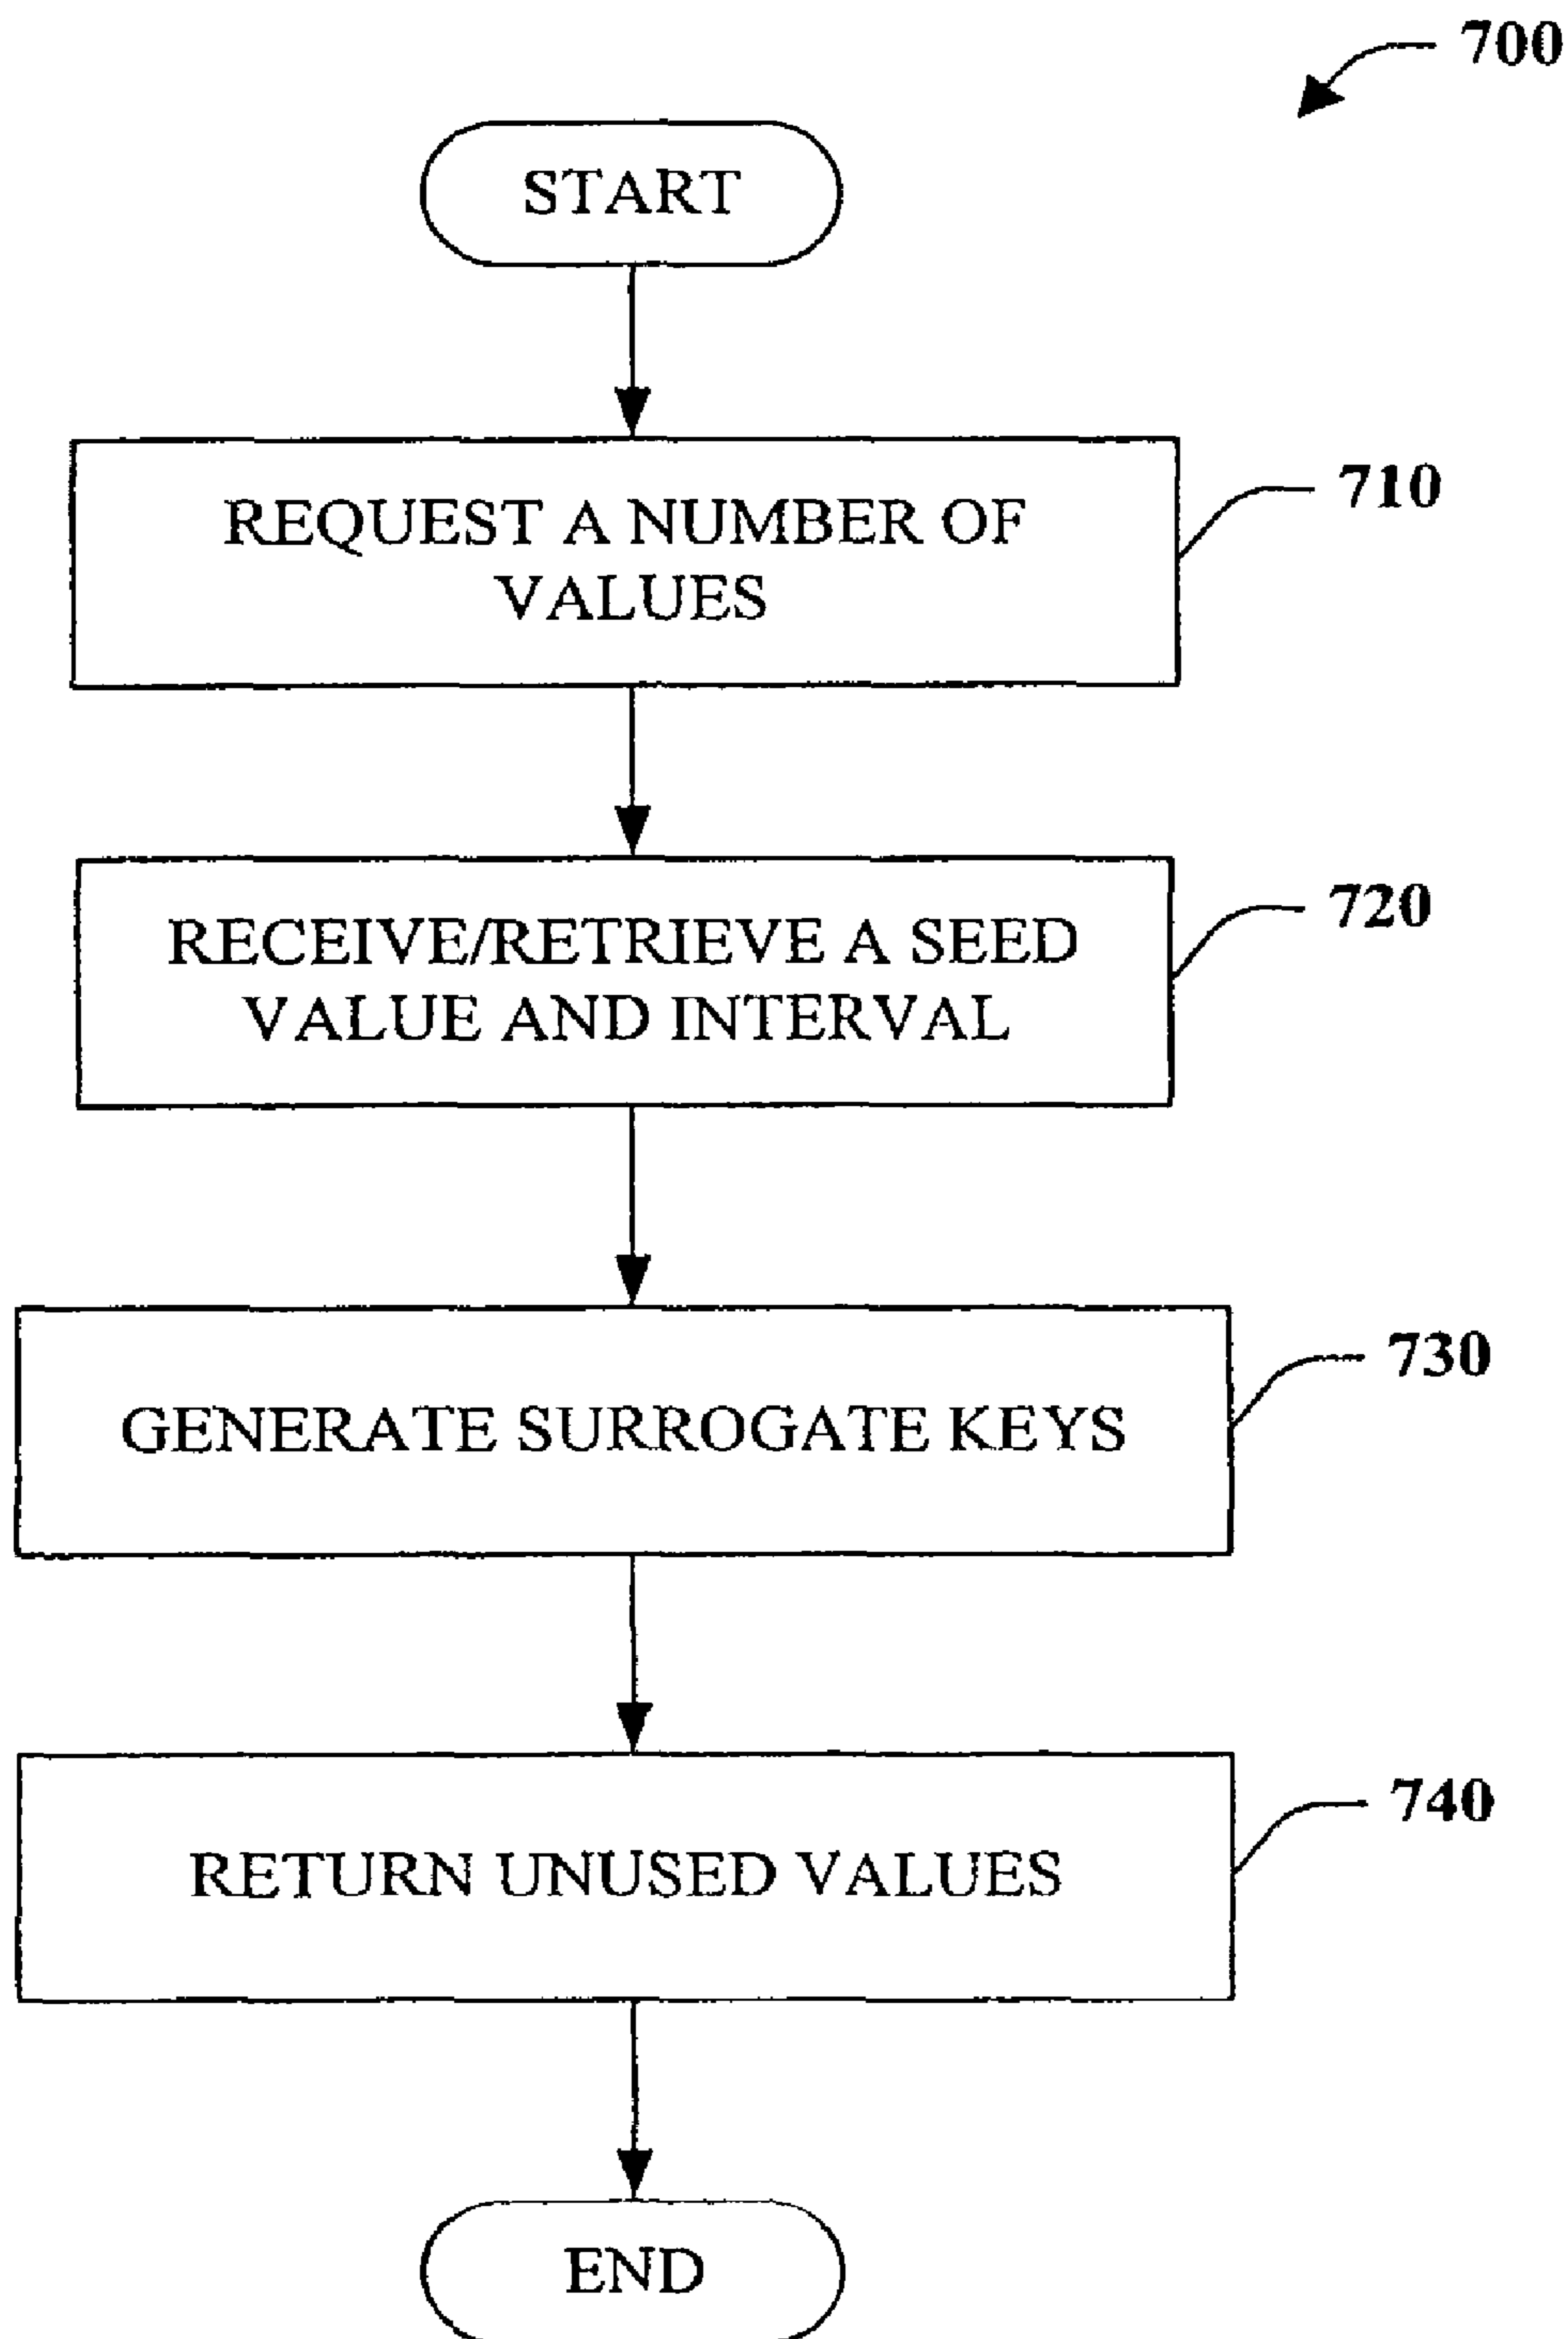 700
START
REQUEST A NUMBER OF
VALUES
710
RECEIVE/RETRIEVE A SEED
VALUE AND INTERVAL
720
GENERATE SURROGATE KEYS
730
RETURN UNUSED VALUES
740
END